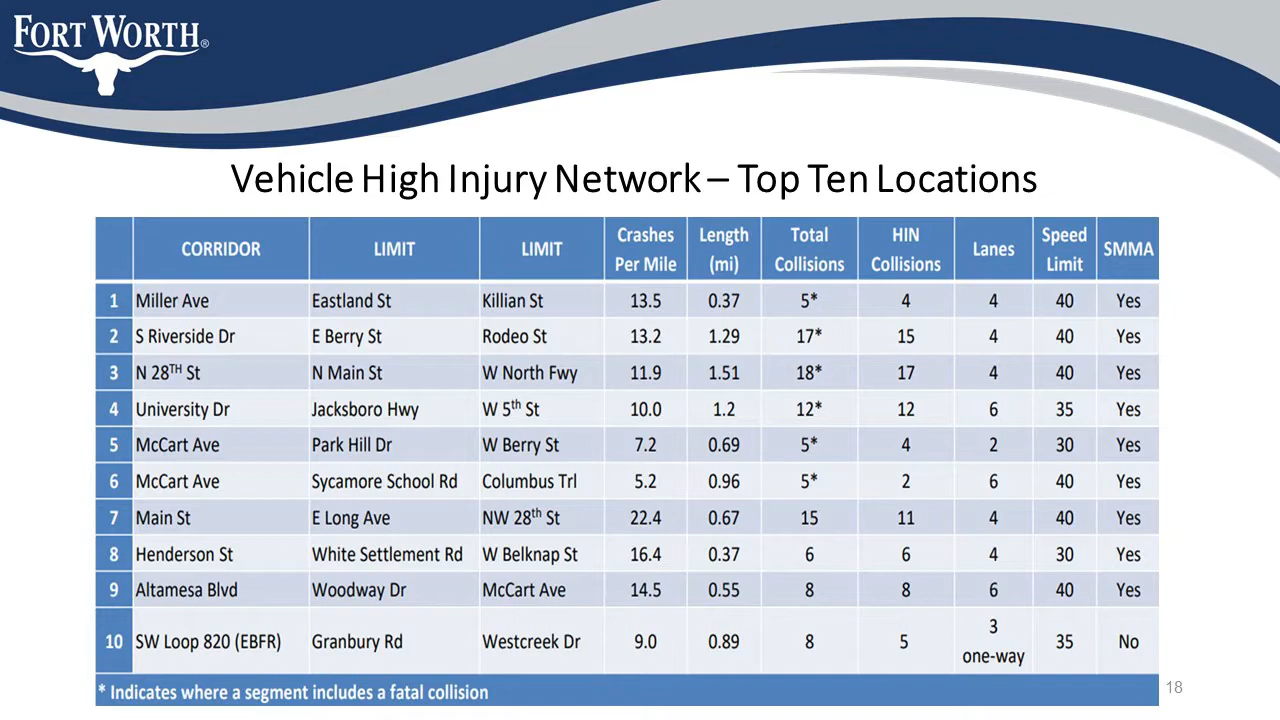 FORT WORTH®
Vehicle High Injury Network – Top Ten Locations
CORRIDOR LIMIT LIMIT Crashes Per Mile Length (mi) Total Collisions HIN Collisions Lanes Speed Limit SMMA
1 Miller Ave Eastland St Killian St 13.5 0.37 5* 4 4 40 Yes
2 S Riverside Dr E Berry St Rodeo St 13.2 1.29 17* 15 4 40 Yes
3 N 28TH St N Main St W North Fwy 11.9 1.51 18* 17 4 40 Yes
4 University Dr Jacksboro Hwy W 5th St 10.0 1.2 12* 12 6 35 Yes
5 McCart Ave Park Hill Dr W Berry St 7.2 0.69 5* 4 2 30 Yes
6 McCart Ave Sycamore School Rd Columbus Trl 5.2 0.96 5* 2 6 40 Yes
7 Main St E Long Ave NW 28th St 22.4 0.67 15 11 4 40 Yes
8 Henderson St White Settlement Rd W Belknap St 16.4 0.37 6 6 4 30 Yes
9 Altamesa Blvd Woodway Dr McCart Ave 14.5 0.55 8 8 6 40 Yes
10 SW Loop 820 (EBFR) Granbury Rd Westcreek Dr 9.0 0.89 8 5 3 one-way 35 No
* Indicates where a segment includes a fatal collision
18